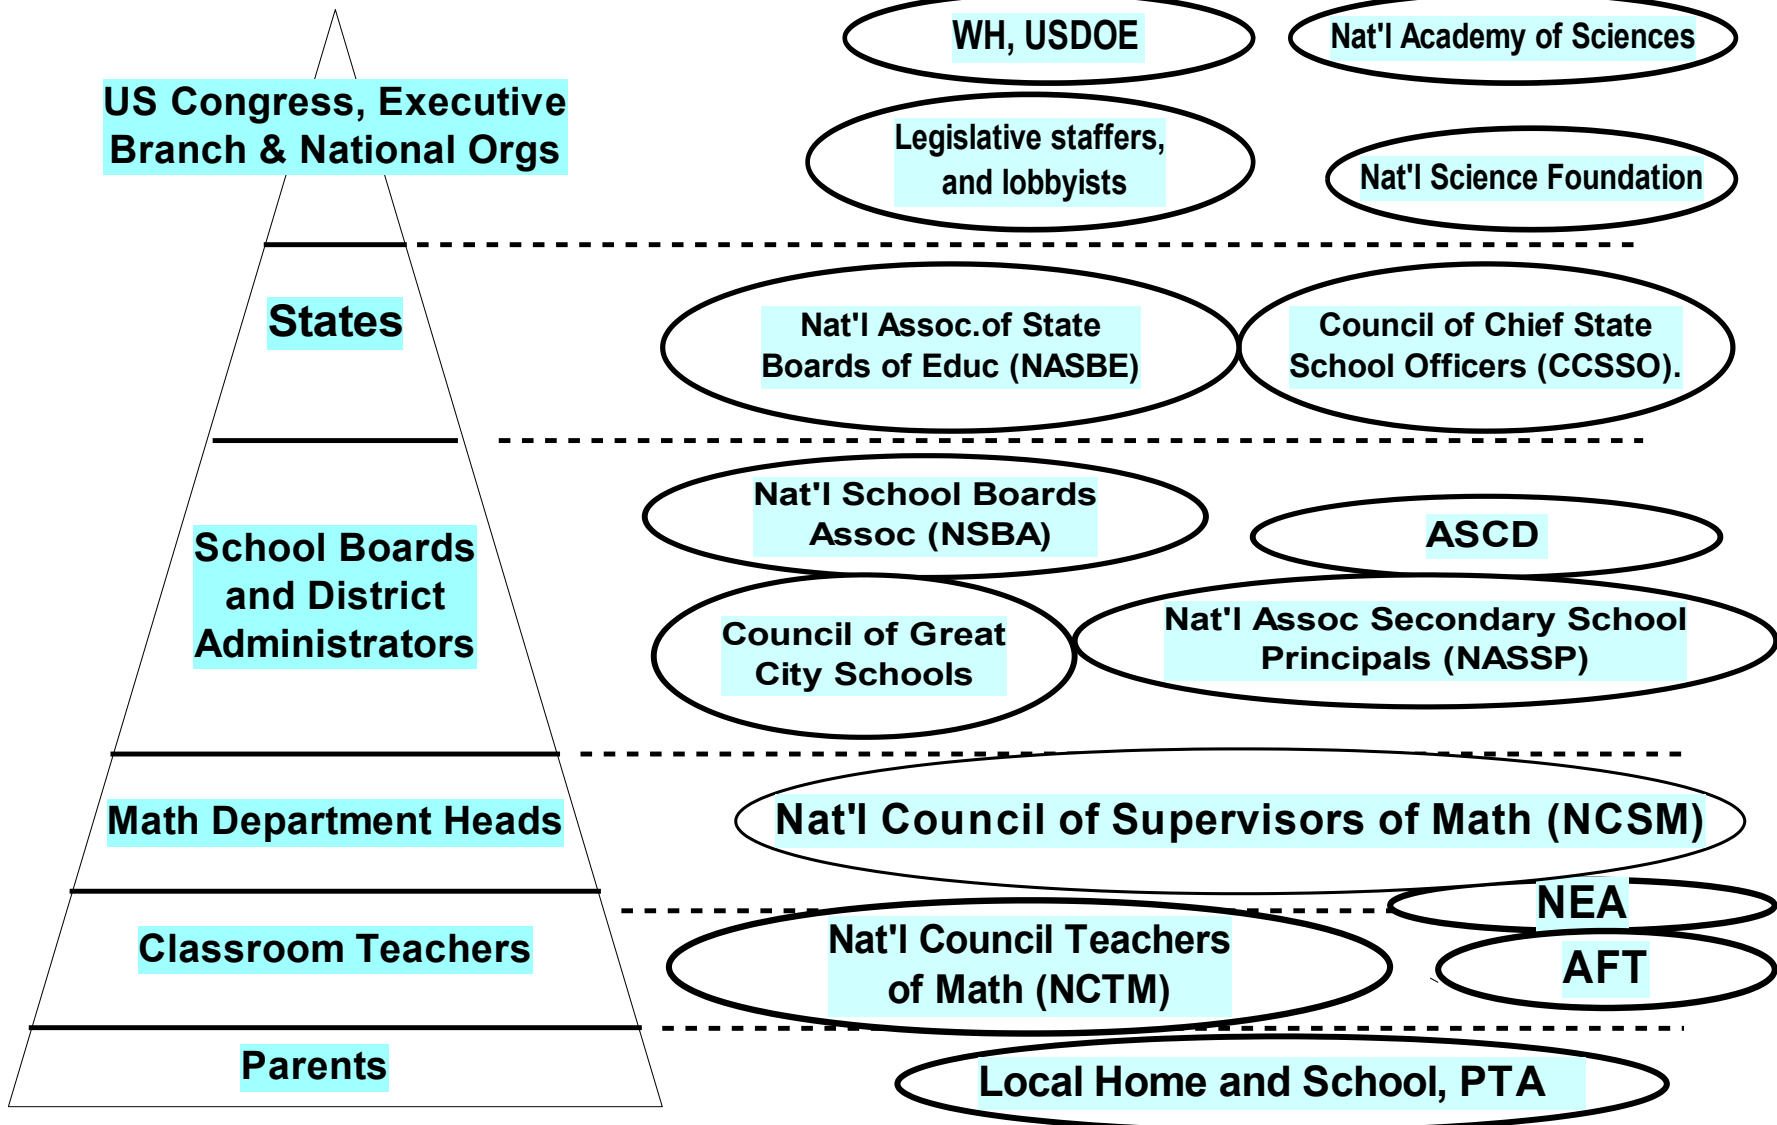 WH, USDOE
Nat'l Academy of Sciences
US Congress, Executive
Branch & National Orgs
Legislative staffers,
and lobbyists
Nat'l Science Foundation
States
Nat'l Assoc.of State
Boards of Educ (NASBE)
Council of Chief State
School Officers (CCSSO).
School Boards
and District
Administrators
Nat'l School Boards
Assoc (NSBA)
ASCD
Council of Great
City Schools
Nat'l Assoc Secondary School
Principals (NASSP)
Math Department Heads
Nat'l Council of Supervisors of Math (NCSM)
Classroom Teachers
Nat'l Council Teachers
of Math (NCTM)
NEA
AFT
Parents
Local Home and School, PTA